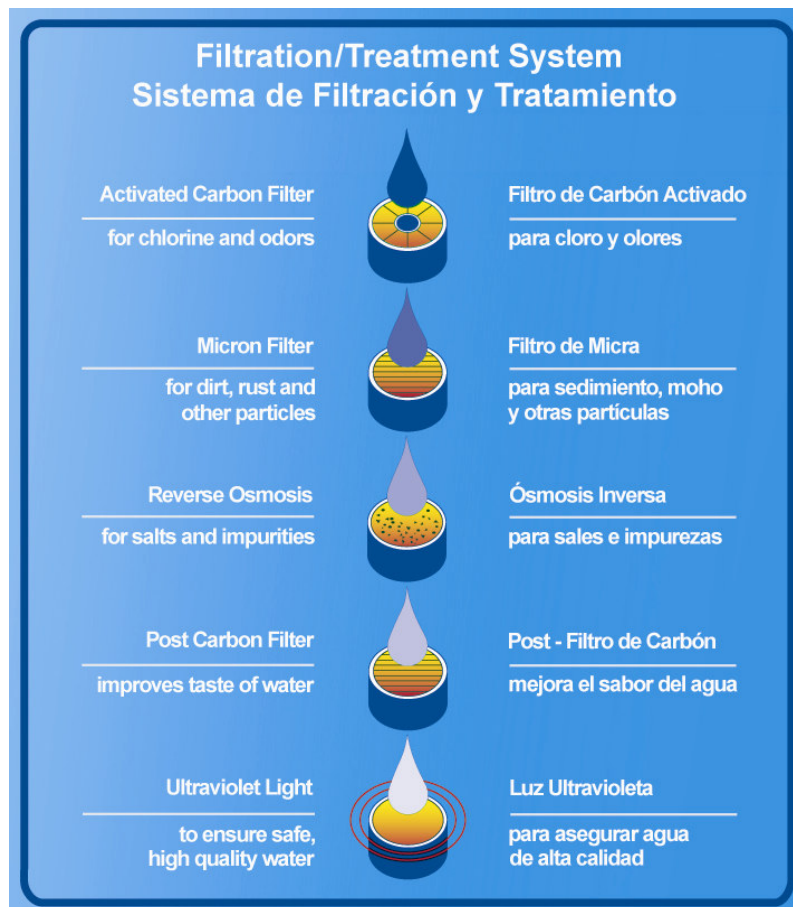 Filtration/Treatment System
Sistema de Filtración y Tratamiento
Activated Carbon Filter
for chlorine and odors
Filtro de Carbón Activado
para cloro y olores
Micron Filter
for dirt, rust and
other particles
Filtro de Micra
para sedimiento, moho
y otras partículas
Reverse Osmosis
for salts and impurities
Ósmosis Inversa
para sales e impurezas
Post Carbon Filter
improves taste of water
Post - Filtro de Carbón
mejora el sabor del agua
Ultraviolet Light
to ensure safe,
high quality water
Luz Ultravioleta
para asegurar agua
de alta calidad